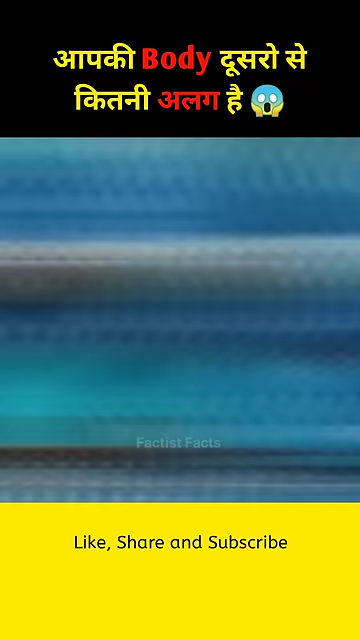 आपकी Body दूसरो से
कितनी अलग है 😱
Factist Facts
Like, Share and Subscribe